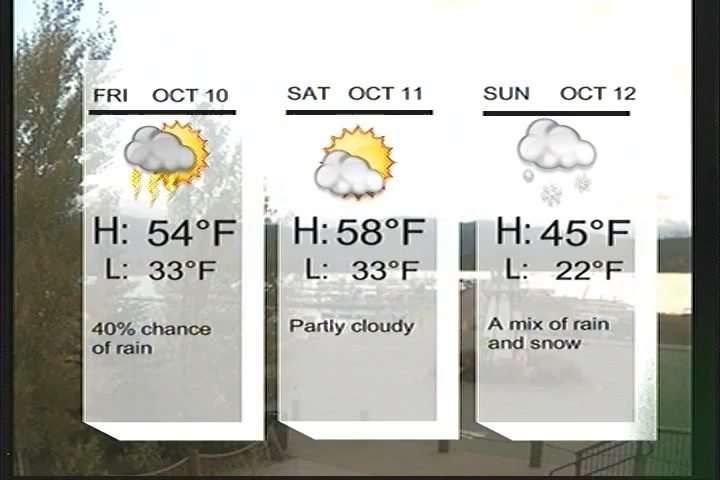 FRI OCT 10
H: 54°F
L: 33°F
40% chance
of rain
SAT OCT 11
H: 58°F
L: 33°F
Partly cloudy
SUN OCT 12
H: 45°F
L: 22°F
A mix of rain
and snow